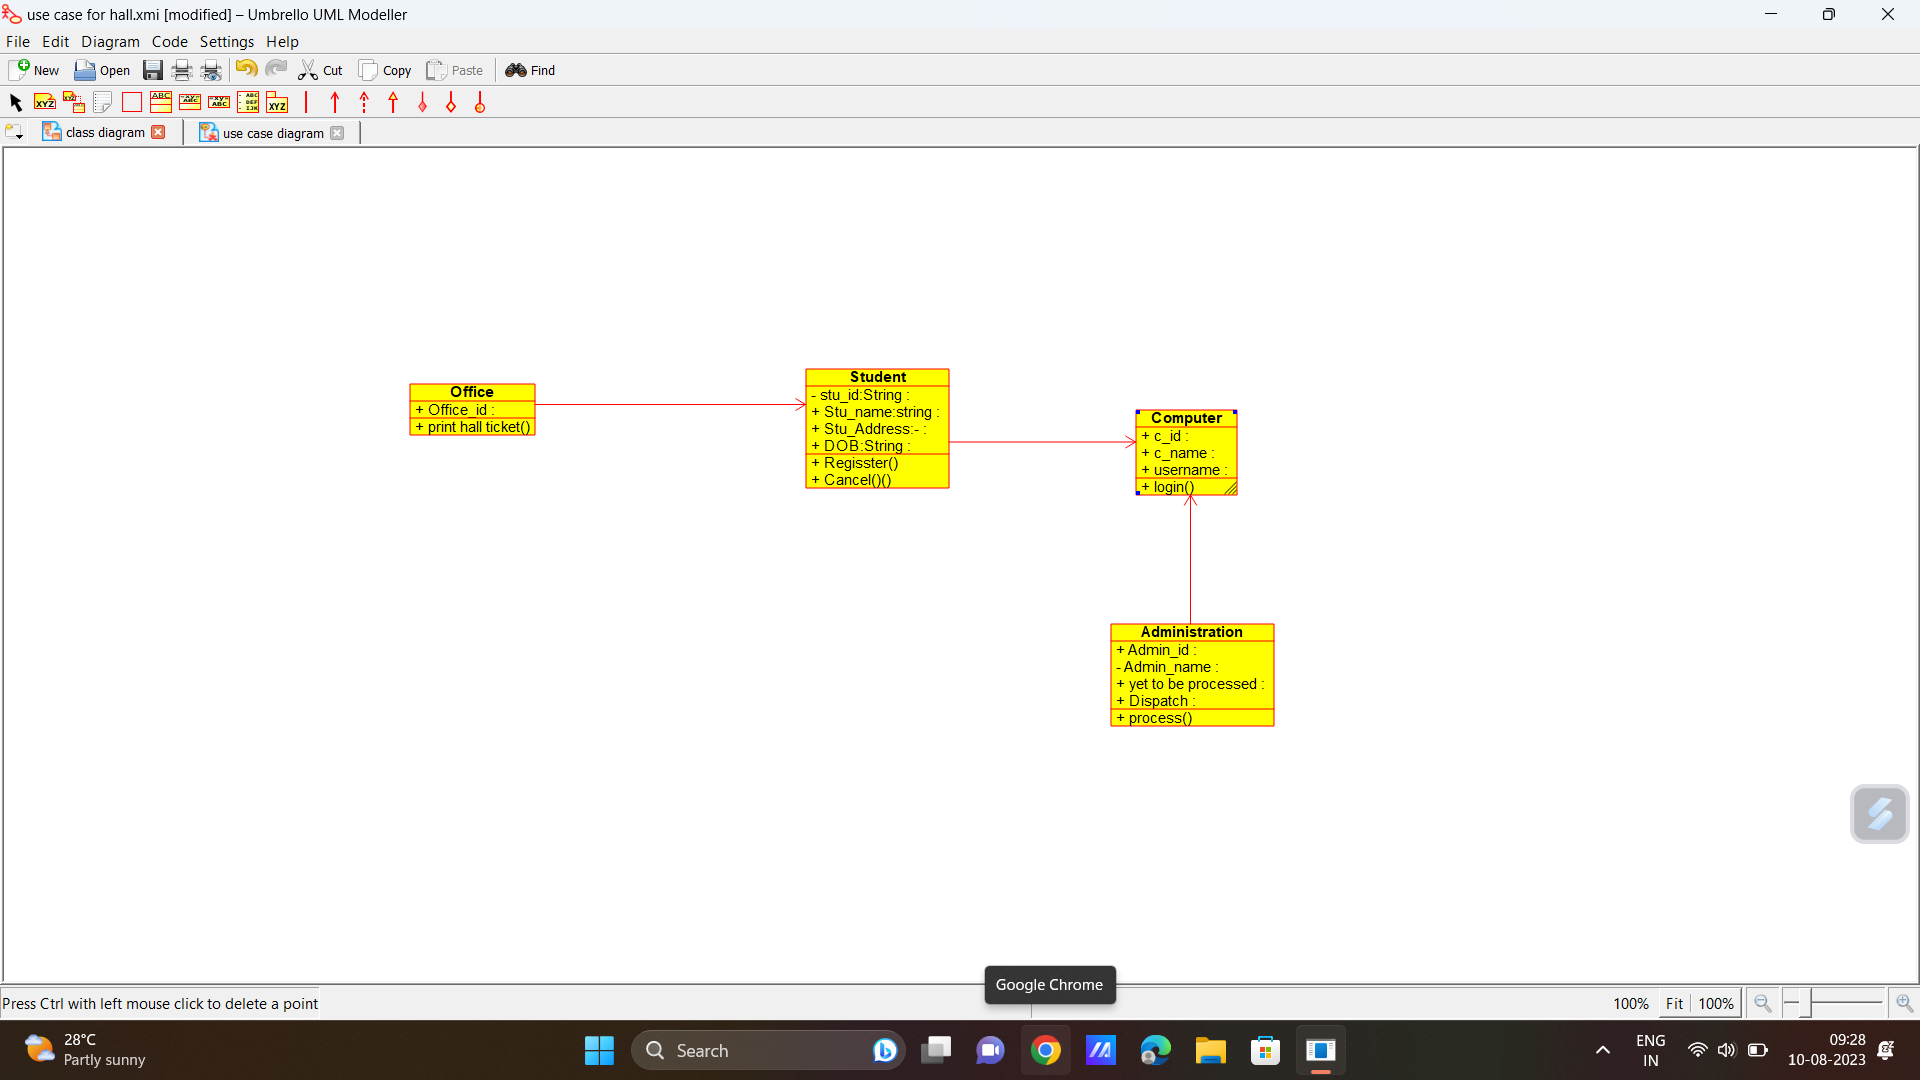 use case for hall.xmi [modified] – Umbrello UML Modeller
File Edit Diagram Code Settings Help
New Open Cut Copy Paste Find
class diagram use case diagram
Office
+ Office_id :
+ print hall ticket()
Student
- stu_id:String :
+ Stu_name:string :
+ Stu_Address:- :
+ DOB:String :
+ Regisster()
+ Cancel()()
Computer
+ c_id :
+ c_name :
+ username :
+ login()
Administration
+ Admin_id :
- Admin_name :
+ yet to be processed :
+ Dispatch :
+ process()
Google Chrome
Press Ctrl with left mouse click to delete a point
100% Fit 100%
28°C
Partly sunny
Search
ENG
IN
09:28
10-08-2023